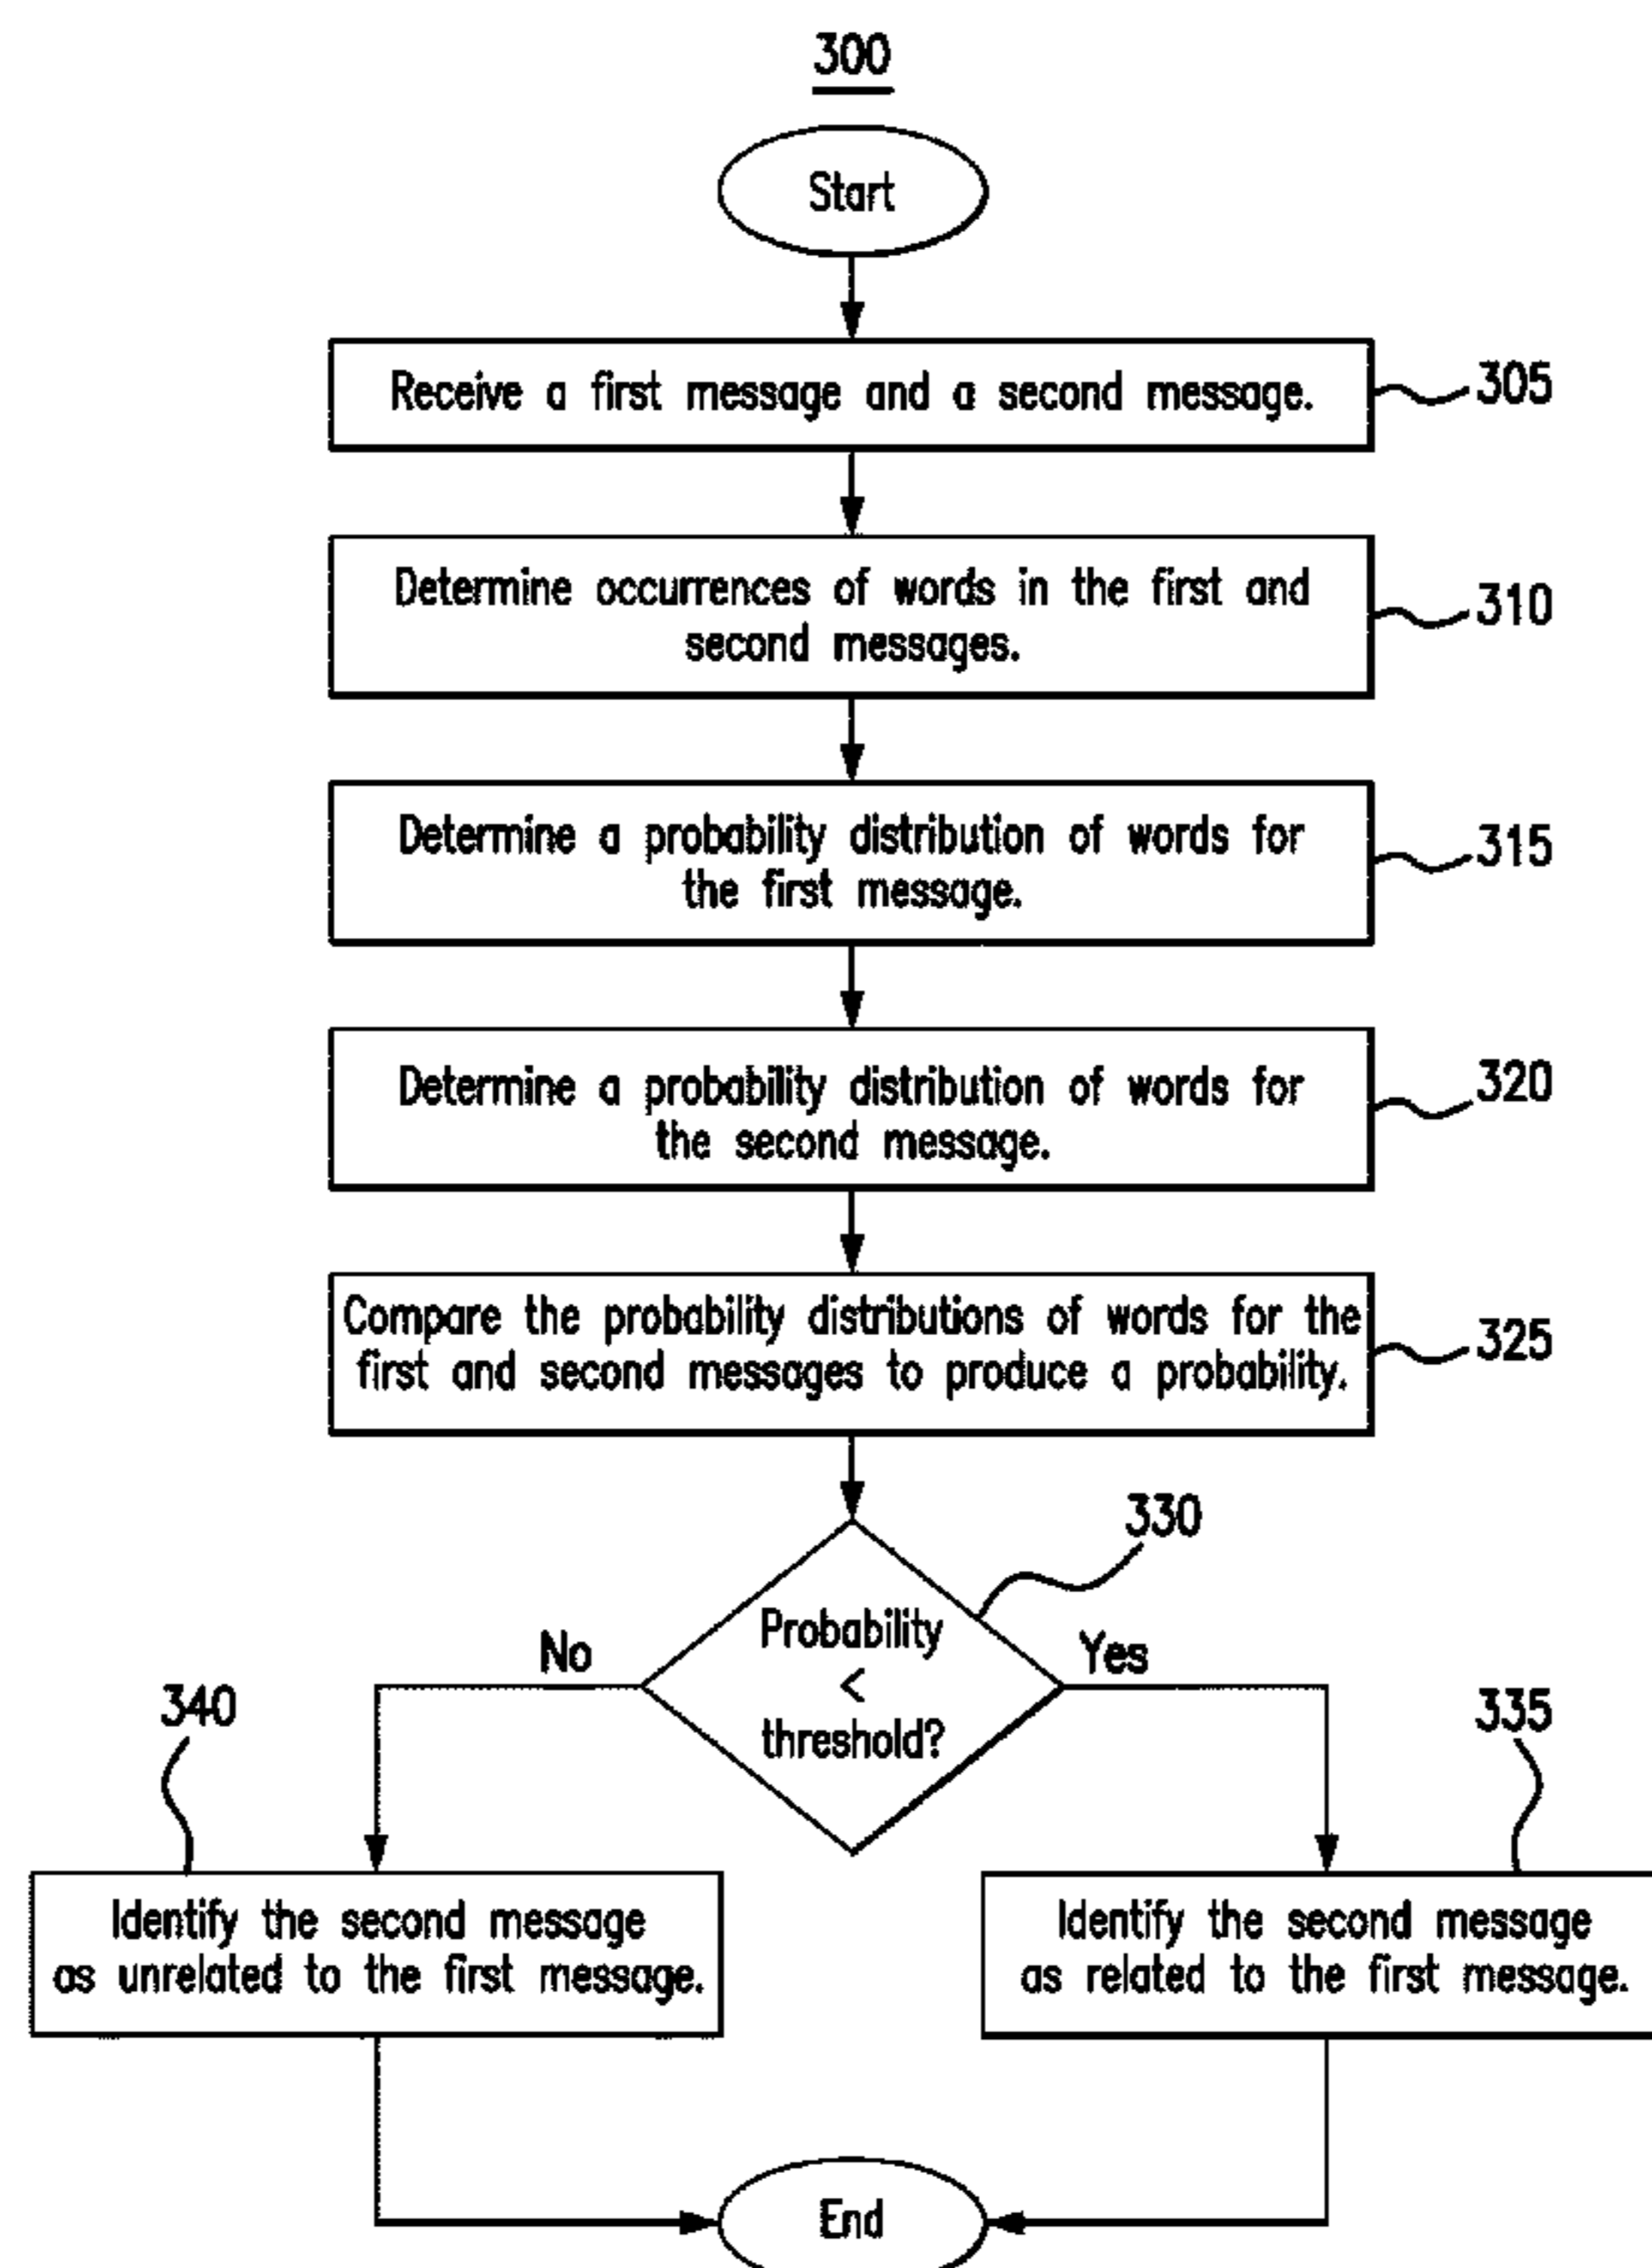 300
Start
Receive a first message and a second message.
305
Determine occurrences of words in the first and
second messages.
310
Determine a probability distribution of words for
the first message.
315
Determine a probability distribution of words for
the second message.
320
Compare the probability distributions of words for the
first and second messages to produce a probability.
325
330
Probability
<
threshold?
No
Yes
340
335
Identify the second message
as unrelated to the first message.
Identify the second message
as related to the first message.
End